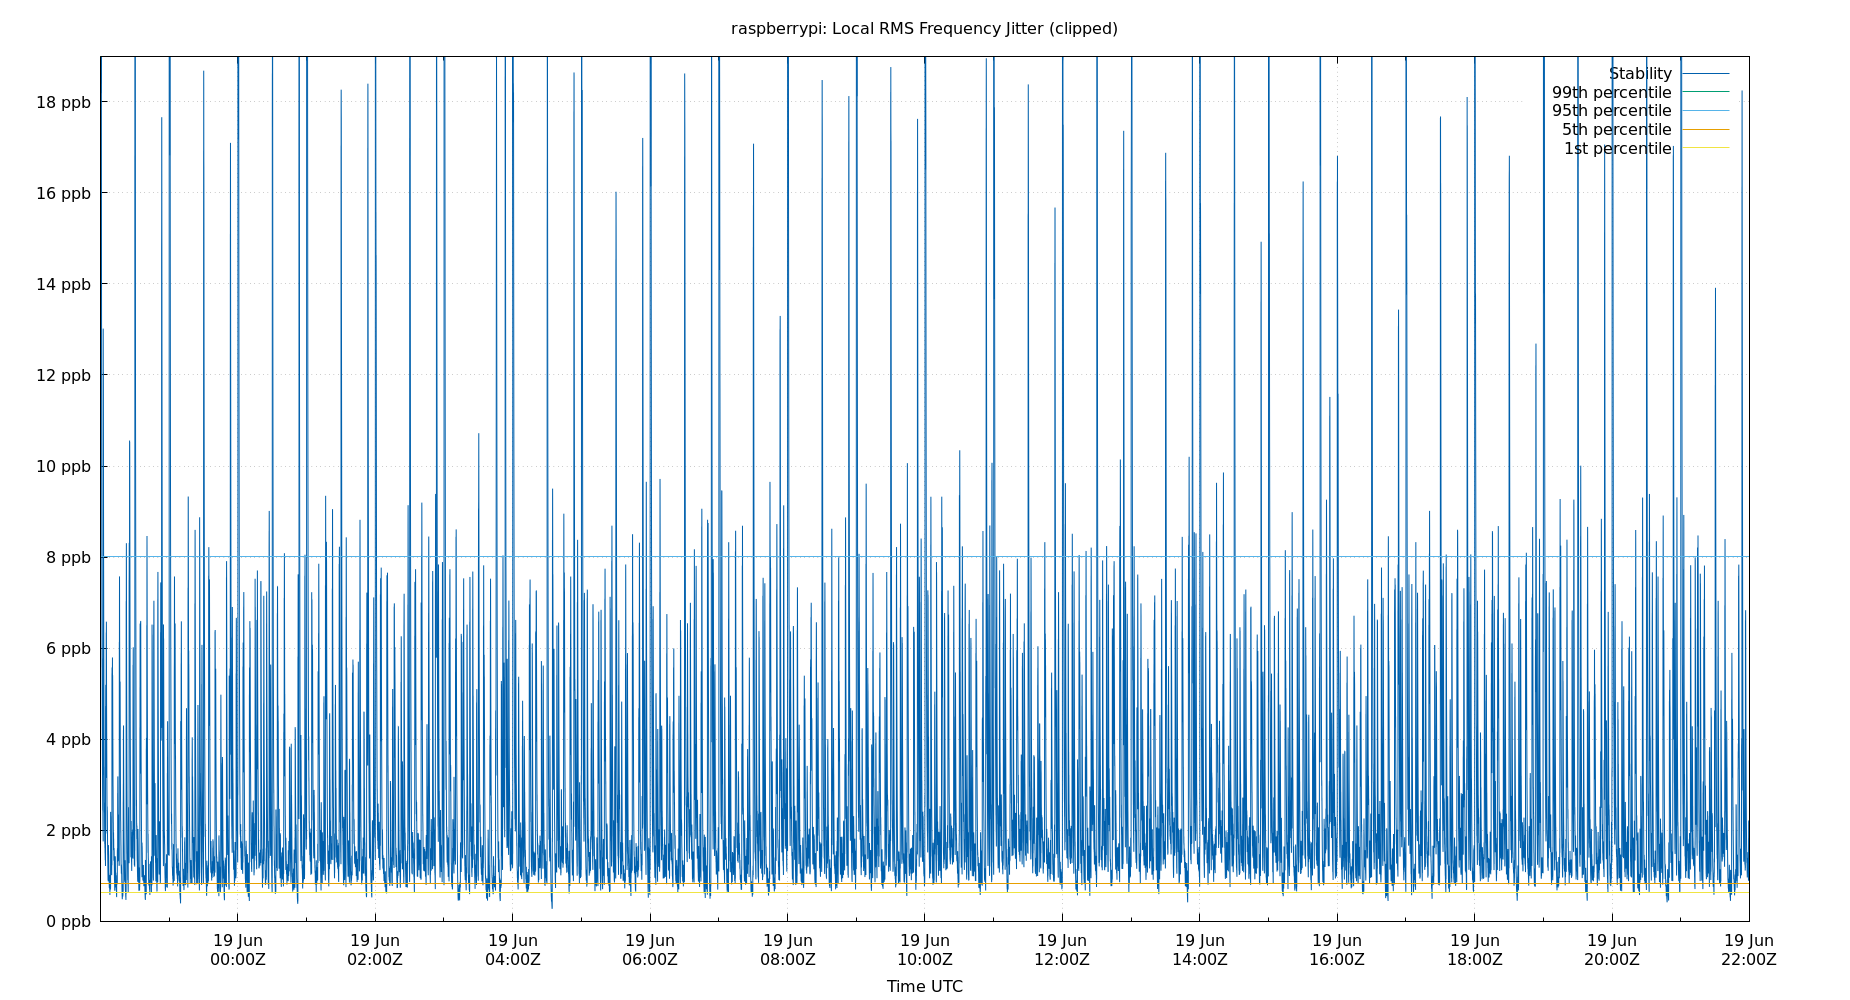 raspberrypi: Local RMS Frequency Jitter (clipped)
Stability
99th percentile
95th percentile
5th percentile
1st percentile
18 ppb
16 ppb
14 ppb
12 ppb
10 ppb
8 ppb
6 ppb
4 ppb
2 ppb
0 ppb
19 Jun 19 Jun 19 Jun 19 Jun 19 Jun 19 Jun 19 Jun 19 Jun 19 Jun 19 Jun 19 Jun 19 Jun
00:00Z 02:00Z 04:00Z 06:00Z 08:00Z 10:00Z 12:00Z 14:00Z 16:00Z 18:00Z 20:00Z 22:00Z
Time UTC